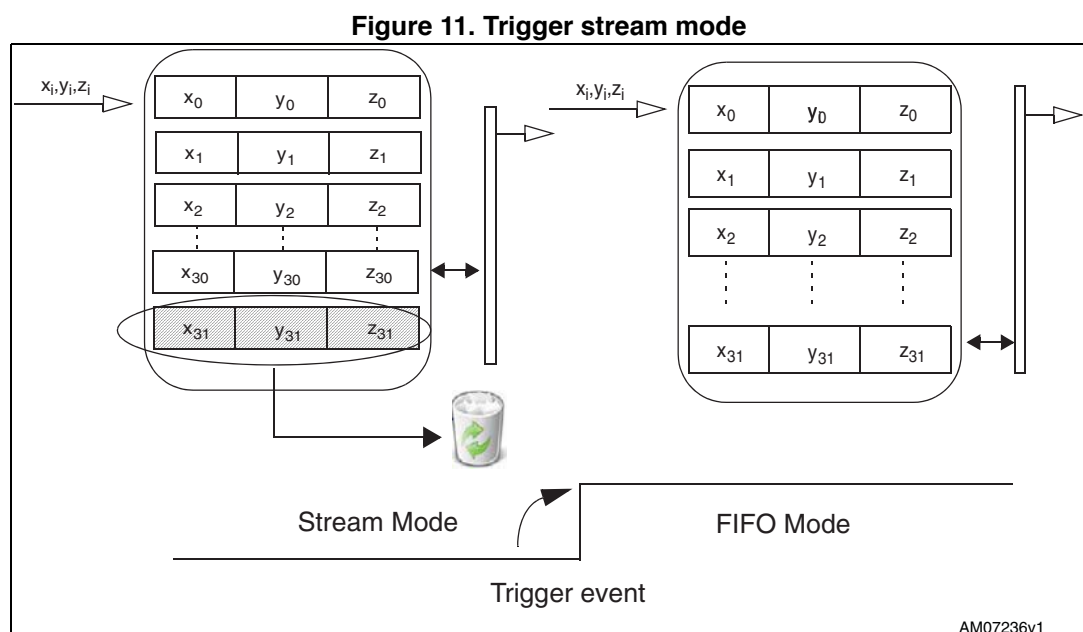 Figure 11. Trigger stream mode
xᵢ,yᵢ,zᵢ
x₀ y₀ z₀
x₁ y₁ z₁
x₂ y₂ z₂
x₃₀ y₃₀ z₃₀
x₃₁ y₃₁ z₃₁
xᵢ,yᵢ,zᵢ
x₀ y₀ z₀
x₁ y₁ z₁
x₂ y₂ z₂
x₃₁ y₃₁ z₃₁
Stream Mode
FIFO Mode
Trigger event
AM07236v1